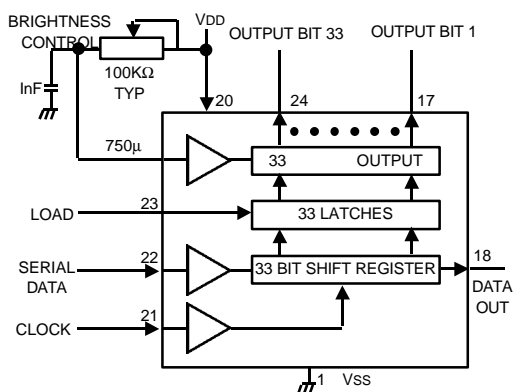 BRIGHTNESS
CONTROL
VDD
OUTPUT BIT 33
OUTPUT BIT 1
100KΩ
TYP
InF
20
24
17
750µ
33
OUTPUT
LOAD
23
33 LATCHES
SERIAL
DATA
22
33 BIT SHIFT REGISTER
18
DATA
OUT
CLOCK
21
1
VSS